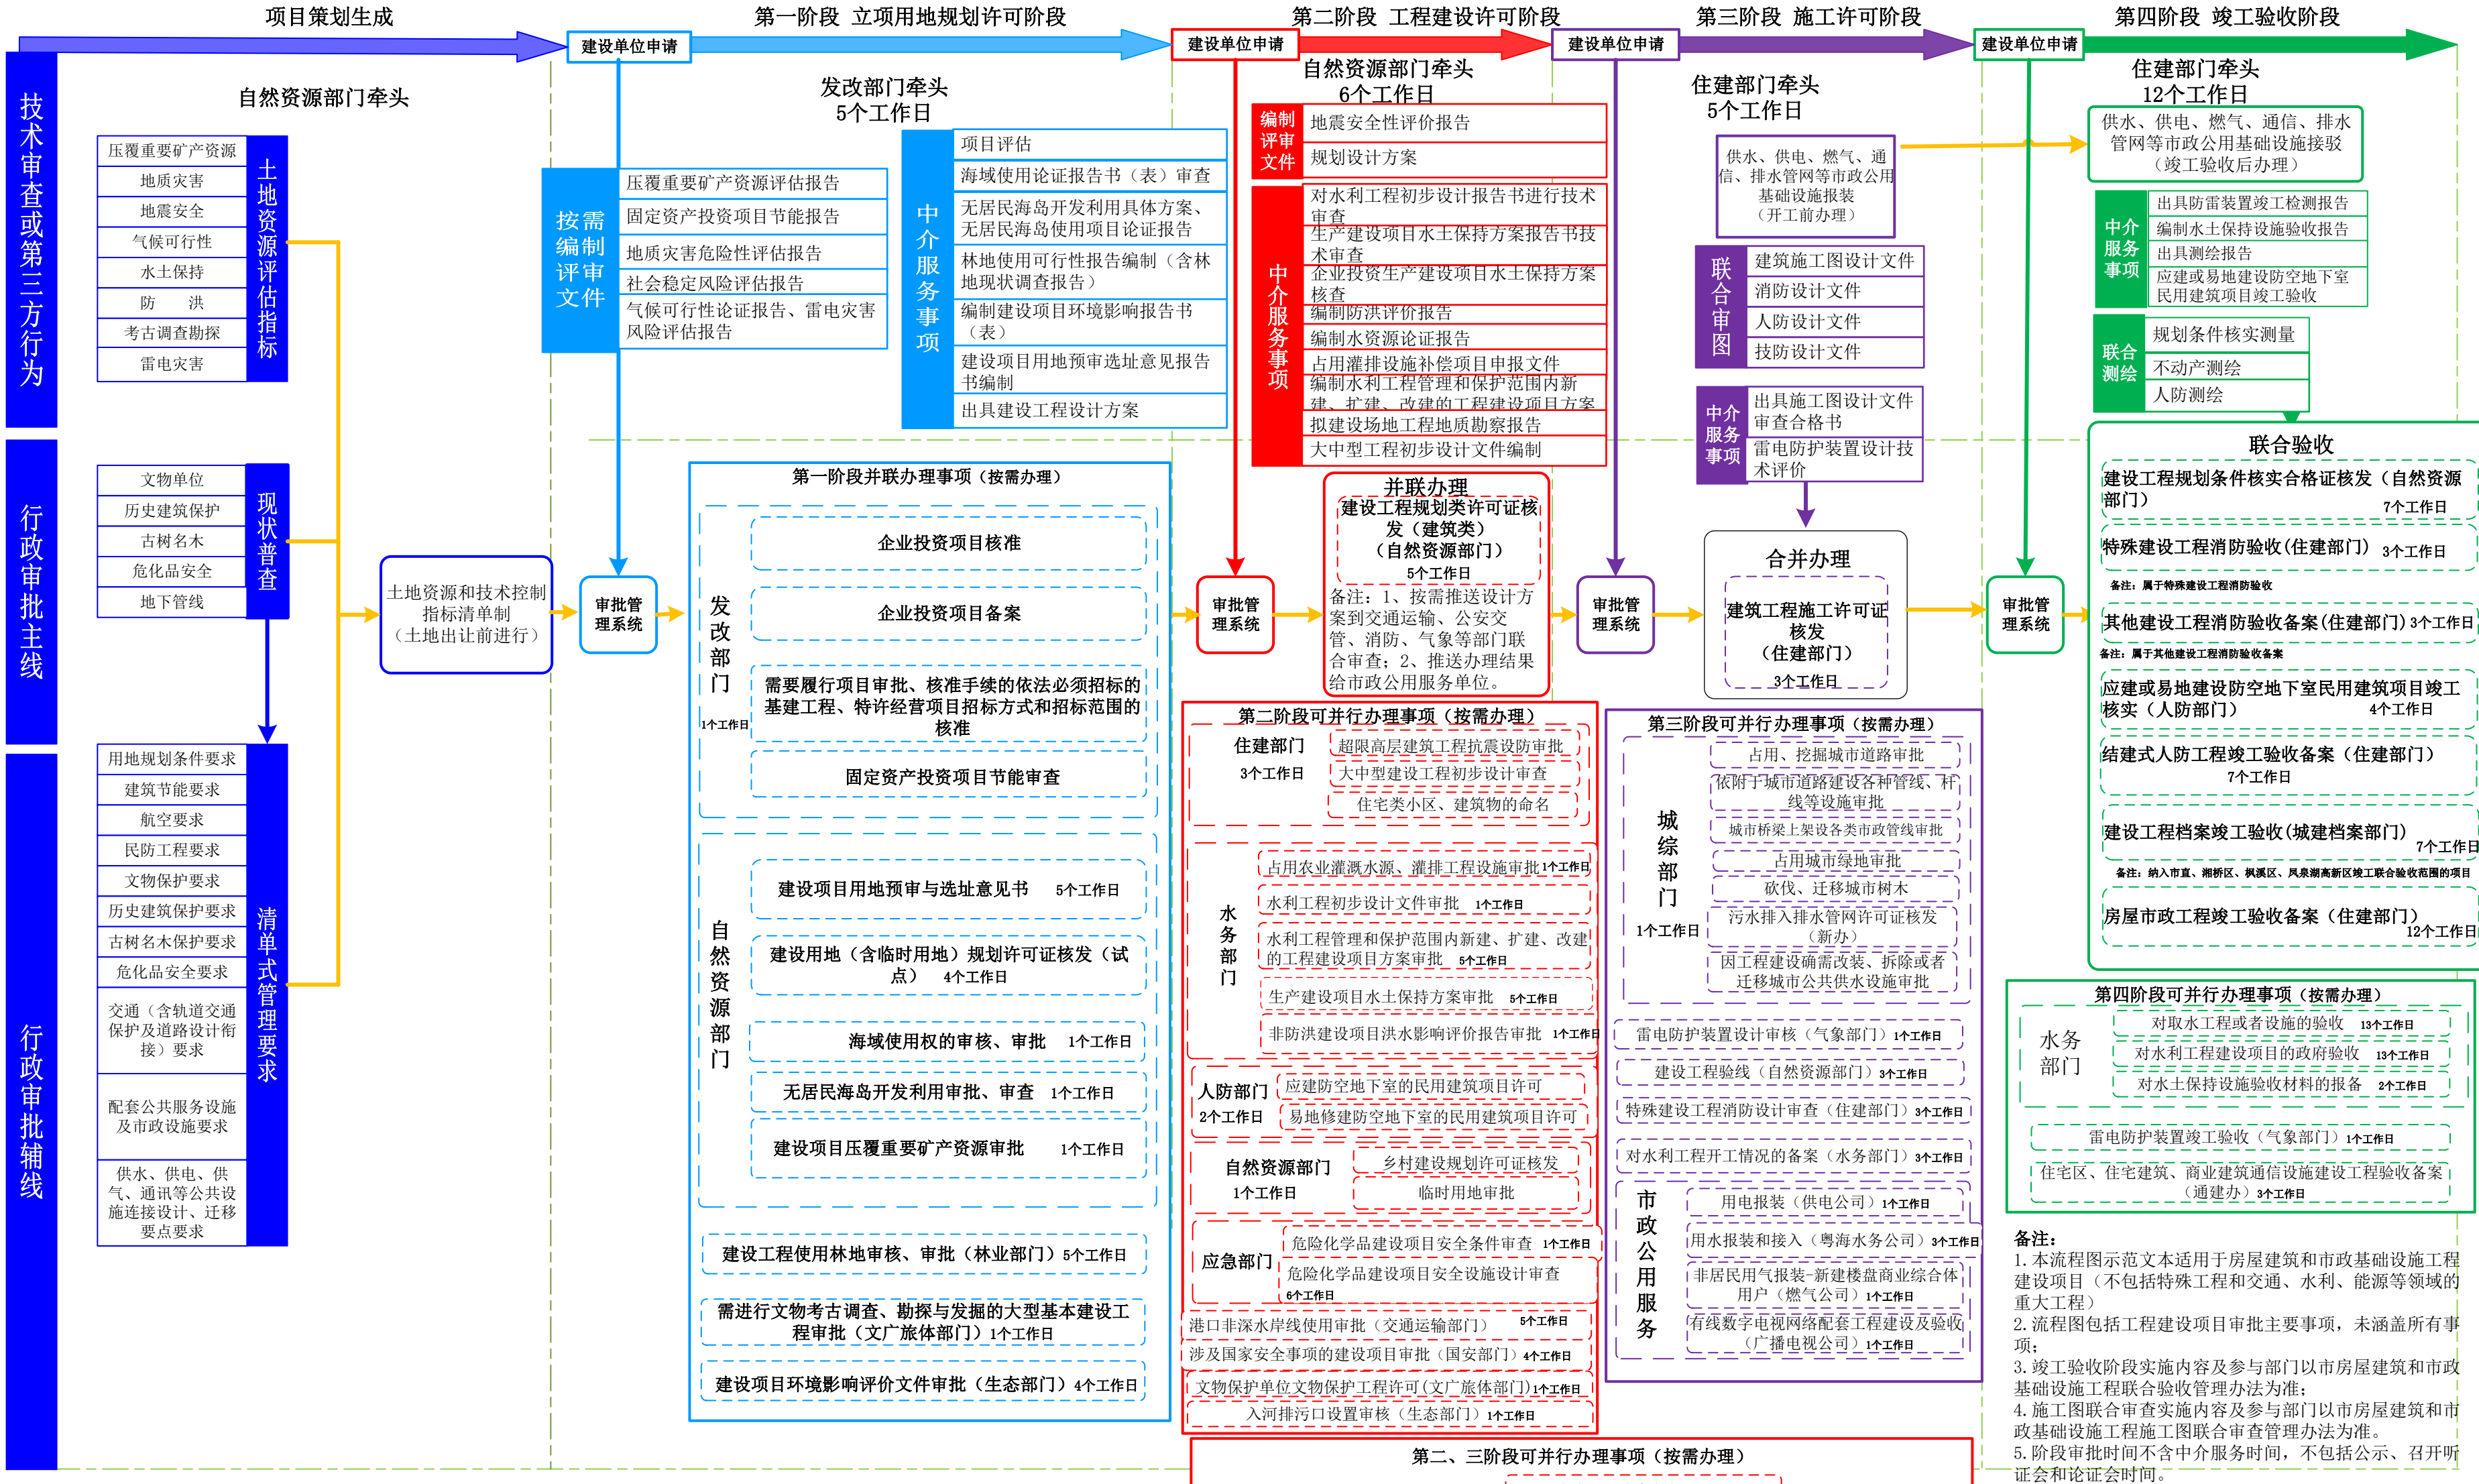 项目策划生成
第一阶段 立项用地规划许可阶段
第二阶段 工程建设许可阶段
第三阶段 施工许可阶段
第四阶段 竣工验收阶段
建设单位申请
建设单位申请
建设单位申请
建设单位申请
技术审查或第三方行为
行政审批主线
行政审批辅线
自然资源部门牵头
压覆重要矿产资源
地质灾害
地震安全
气候可行性
水土保持
防 洪
考古调查勘探
雷电灾害
土地资源评估指标
文物单位
历史建筑保护
古树名木
危化品安全
地下管线
现状普查
用地规划条件要求
建筑节能要求
航空要求
民防工程要求
文物保护要求
历史建筑保护要求
古树名木保护要求
危化品安全要求
交通（含轨道交通
保护及道路设计衔
接）要求
配套公共服务设施
及市政设施要求
供水、供电、供
气、通讯等公共设
施连接设计、迁移
要点要求
清单式管理要求
土地资源和技术控制
指标清单制
（土地出让前进行）
发改部门牵头
5个工作日
按需
编制
评审
文件
压覆重要矿产资源评估报告
固定资产投资项目节能报告
地质灾害危险性评估报告
社会稳定风险评估报告
气候可行性论证报告、雷电灾害
风险评估报告
中介服务事项
项目评估
海域使用论证报告书（表）审查
无居民海岛开发利用具体方案、
无居民海岛使用项目论证报告
林地使用可行性报告编制（含林
地现状调查报告）
编制建设项目环境影响报告书
（表）
建设项目用地预审选址意见报告
书编制
出具建设工程设计方案
审批管
理系统
第一阶段并联办理事项（按需办理）
发改部门
1个工作日
企业投资项目核准
企业投资项目备案
需要履行项目审批、核准手续的依法必须招标的
基建工程、特许经营项目招标方式和招标范围的
核准
固定资产投资项目节能审查
自然资源部门
建设项目用地预审与选址意见书 5个工作日
建设用地（含临时用地）规划许可证核发（试
点） 4个工作日
海域使用权的审核、审批 1个工作日
无居民海岛开发利用审批、审查 1个工作日
建设项目压覆重要矿产资源审批 1个工作日
建设工程使用林地审核、审批（林业部门）5个工作日
需进行文物考古调查、勘探与发掘的大型基本建设工
程审批（文广旅体部门）1个工作日
建设项目环境影响评价文件审批（生态部门）4个工作日
自然资源部门牵头
6个工作日
编制
评审
文件
地震安全性评价报告
规划设计方案
中介服务事项
对水利工程初步设计报告书进行技术
审查
生产建设项目水土保持方案报告书技
术审查
企业投资生产建设项目水土保持方案
核查
编制防洪评价报告
编制水资源论证报告
占用灌排设施补偿项目申报文件
编制水利工程管理和保护范围内新
建、扩建、改建的工程建设项目方案
拟建设场地工程地质勘察报告
大中型工程初步设计文件编制
审批管
理系统
并联办理
建设工程规划类许可证核
发（建筑类）
（自然资源部门）
5个工作日
备注：1、按需推送设计方
案到交通运输、公安交
管、消防、气象等部门联
合审查；2、推送办理结果
给市政公用服务单位。
第二阶段可并行办理事项（按需办理）
住建部门
3个工作日
超限高层建筑工程抗震设防审批
大中型建设工程初步设计审查
住宅类小区、建筑物的命名
水务部门
占用农业灌溉水源、灌排工程设施审批1个工作日
水利工程初步设计文件审批 1个工作日
水利工程管理和保护范围内新建、扩建、改建
的工程建设项目方案审批 5个工作日
生产建设项目水土保持方案审批 5个工作日
非防洪建设项目洪水影响评价报告审批 1个工作日
人防部门
2个工作日
应建防空地下室的民用建筑项目许可
易地修建防空地下室的民用建筑项目许可
自然资源部门
1个工作日
乡村建设规划许可证核发
临时用地审批
应急部门
危险化学品建设项目安全条件审查 1个工作日
危险化学品建设项目安全设施设计审查
6个工作日
港口非深水岸线使用审批（交通运输部门） 5个工作日
涉及国家安全事项的建设项目审批（国安部门）4个工作日
文物保护单位文物保护工程许可(文广旅体部门)1个工作日
入河排污口设置审核（生态部门）1个工作日
第二、三阶段可并行办理事项（按需办理）
住建部门牵头
5个工作日
供水、供电、燃气、通
信、排水管网等市政公用
基础设施报装
（开工前办理）
联合审图
建筑施工图设计文件
消防设计文件
人防设计文件
技防设计文件
中介
服务
事项
出具施工图设计文件
审查合格书
雷电防护装置设计技
术评价
审批管
理系统
合并办理
建筑工程施工许可证
核发
（住建部门）
3个工作日
第三阶段可并行办理事项（按需办理）
城综部门
1个工作日
占用、挖掘城市道路审批
依附于城市道路建设各种管线、杆
线等设施审批
城市桥梁上架设各类市政管线审批
占用城市绿地审批
砍伐、迁移城市树木
污水排入排水管网许可证核发
（新办）
因工程建设确需改装、拆除或者
迁移城市公共供水设施审批
雷电防护装置设计审核（气象部门）1个工作日
建设工程验线（自然资源部门）3个工作日
特殊建设工程消防设计审查（住建部门）3个工作日
对水利工程开工情况的备案（水务部门）3个工作日
市政公用服务
用电报装（供电公司）1个工作日
用水报装和接入（粤海水务公司）3个工作日
非居民用气报装-新建楼盘商业综合体
用户（燃气公司）1个工作日
有线数字电视网络配套工程建设及验收
（广播电视公司）1个工作日
住建部门牵头
12个工作日
供水、供电、燃气、通信、排水
管网等市政公用基础设施接驳
（竣工验收后办理）
中介
服务
事项
出具防雷装置竣工检测报告
编制水土保持设施验收报告
出具测绘报告
应建或易地建设防空地下室
民用建筑项目竣工验收
联合
测绘
规划条件核实测量
不动产测绘
人防测绘
审批管
理系统
联合验收
建设工程规划条件核实合格证核发（自然资源
部门）
7个工作日
特殊建设工程消防验收(住建部门) 3个工作日
备注：属于特殊建设工程消防验收
其他建设工程消防验收备案(住建部门)3个工作日
备注：属于其他建设工程消防验收备案
应建或易地建设防空地下室民用建筑项目竣工
核实（人防部门） 4个工作日
结建式人防工程竣工验收备案（住建部门）
7个工作日
建设工程档案竣工验收(城建档案部门)
7个工作日
备注：纳入市直、湘桥区、枫溪区、凤泉湖高新区竣工联合验收范围的项目
房屋市政工程竣工验收备案（住建部门）
12个工作日
第四阶段可并行办理事项（按需办理）
水务
部门
对取水工程或者设施的验收 13个工作日
对水利工程建设项目的政府验收 13个工作日
对水土保持设施验收材料的报备 2个工作日
雷电防护装置竣工验收（气象部门）1个工作日
住宅区、住宅建筑、商业建筑通信设施建设工程验收备案
（通建办）3个工作日
备注：
1.本流程图示范文本适用于房屋建筑和市政基础设施工程
建设项目（不包括特殊工程和交通、水利、能源等领域的
重大工程）
2.流程图包括工程建设项目审批主要事项，未涵盖所有事
项；
3.竣工验收阶段实施内容及参与部门以市房屋建筑和市政
基础设施工程联合验收管理办法为准；
4.施工图联合审查实施内容及参与部门以市房屋建筑和市
政基础设施工程施工图联合审查管理办法为准。
5.阶段审批时间不含中介服务时间，不包括公示、召开听
证会和论证会时间。